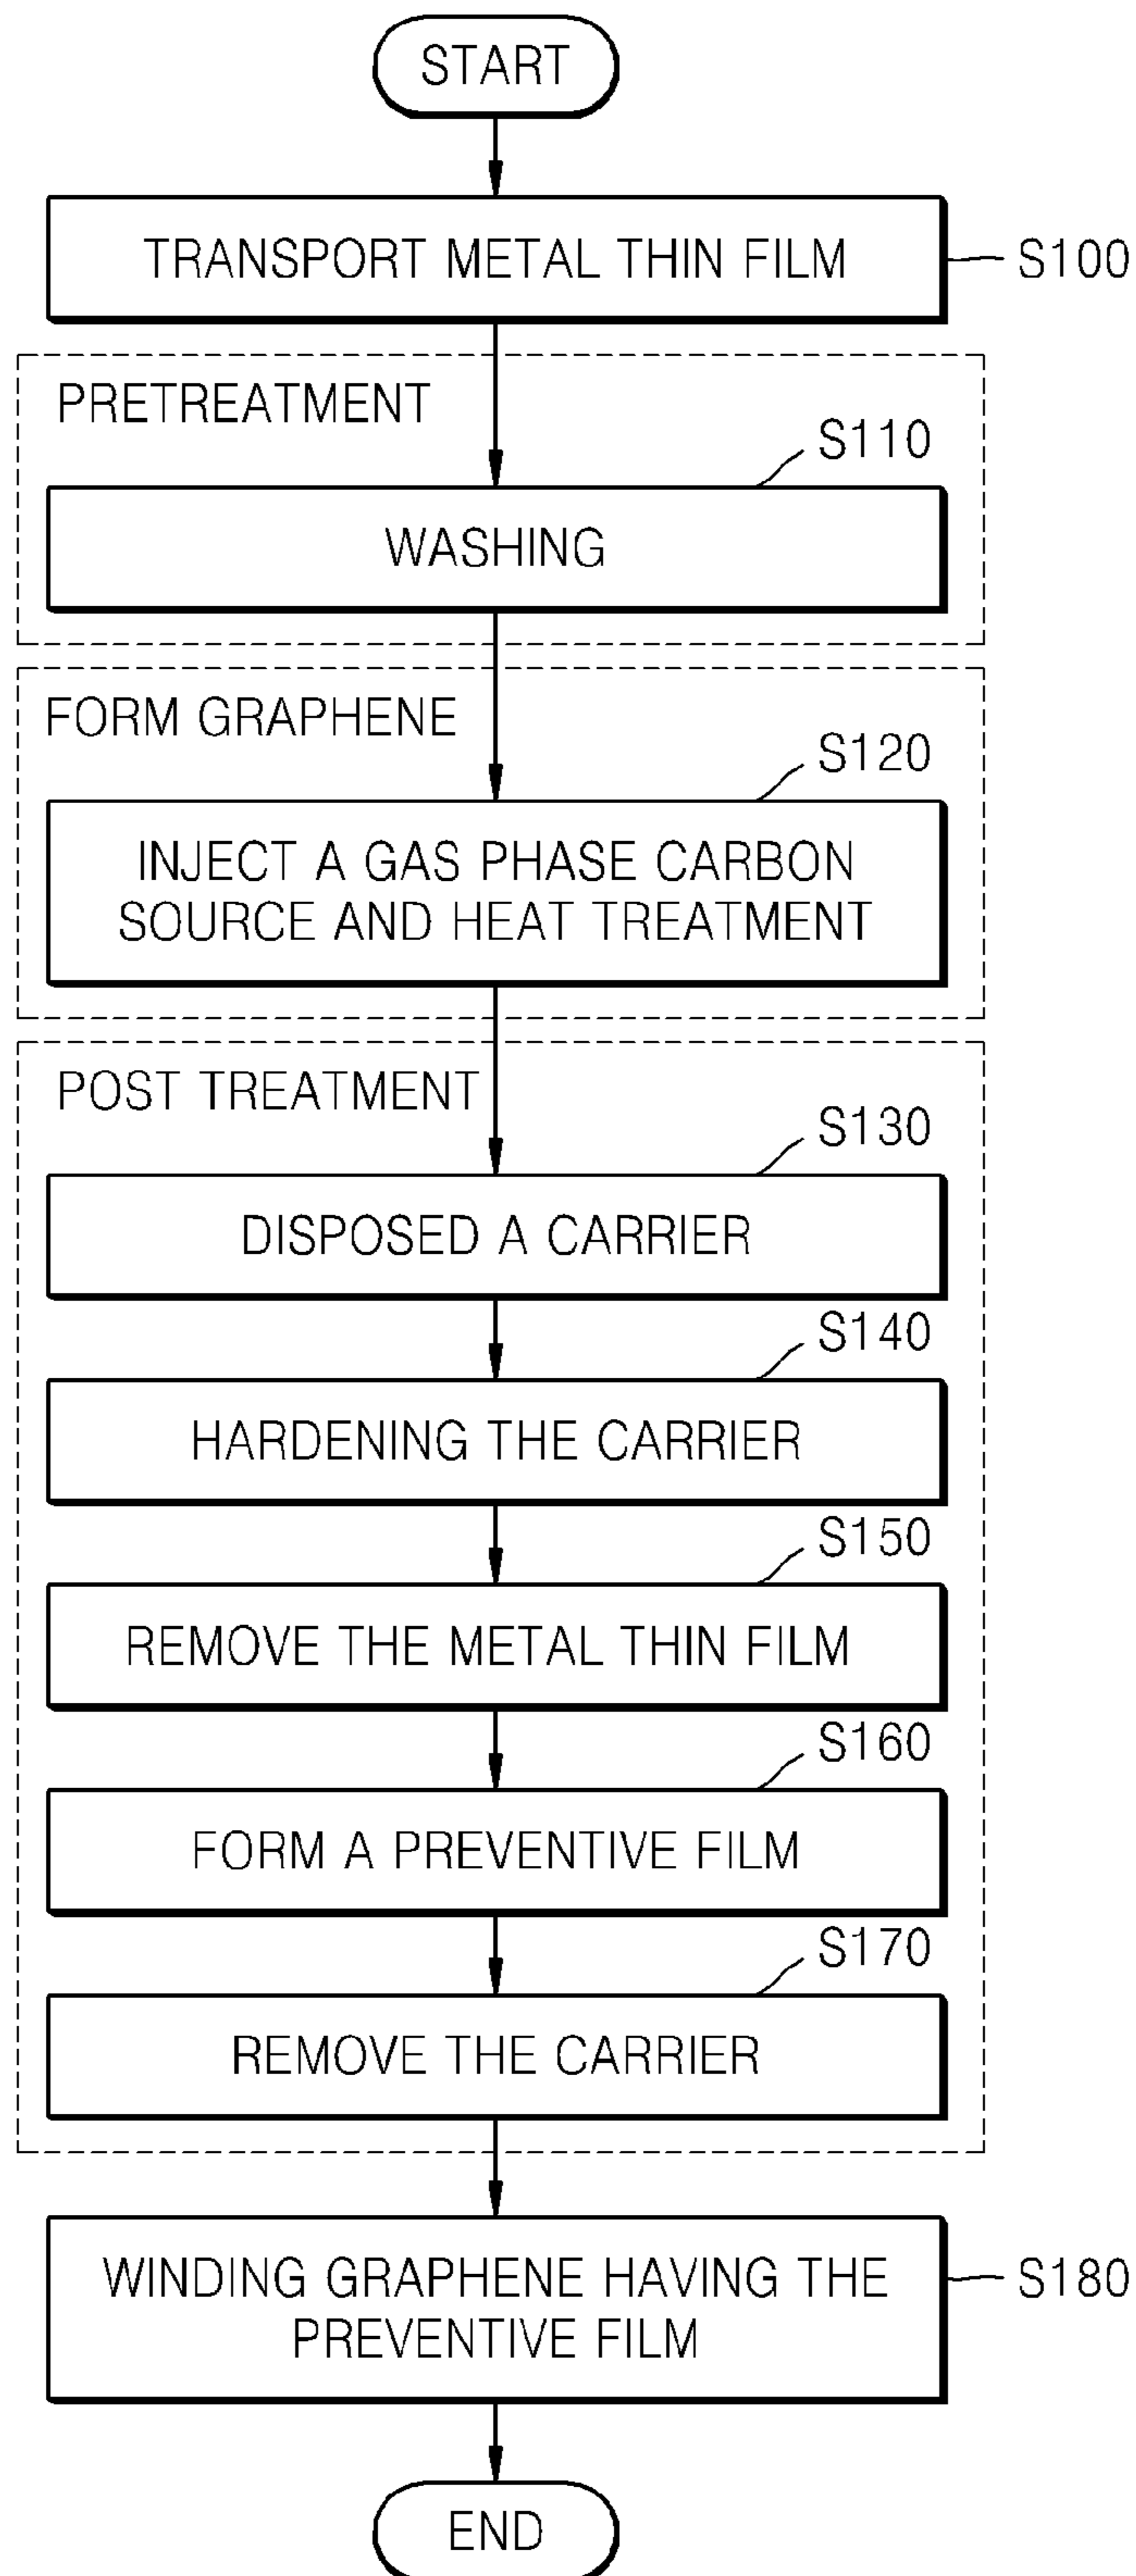 START
TRANSPORT METAL THIN FILM
S100
PRETREATMENT
S110
WASHING
FORM GRAPHENE
S120
INJECT A GAS PHASE CARBON
SOURCE AND HEAT TREATMENT
POST TREATMENT
S130
DISPOSED A CARRIER
S140
HARDENING THE CARRIER
S150
REMOVE THE METAL THIN FILM
S160
FORM A PREVENTIVE FILM
S170
REMOVE THE CARRIER
WINDING GRAPHENE HAVING THE
PREVENTIVE FILM
S180
END